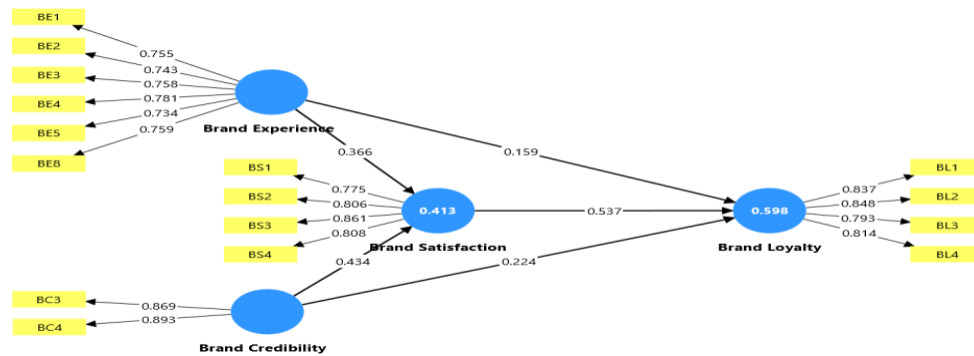 BE1
BE2
BE3
BE4
BE5
BE8
0.755
0.743
0.758
0.781
0.734
0.759
Brand Experience
0.366
0.159
BS1
BS2
BS3
BS4
0.775
0.806
0.861
0.808
0.413
Brand Satisfaction
0.537
0.598
Brand Loyalty
0.837
0.848
0.793
0.814
BL1
BL2
BL3
BL4
0.434
0.224
BC3
BC4
0.869
0.893
Brand Credibility